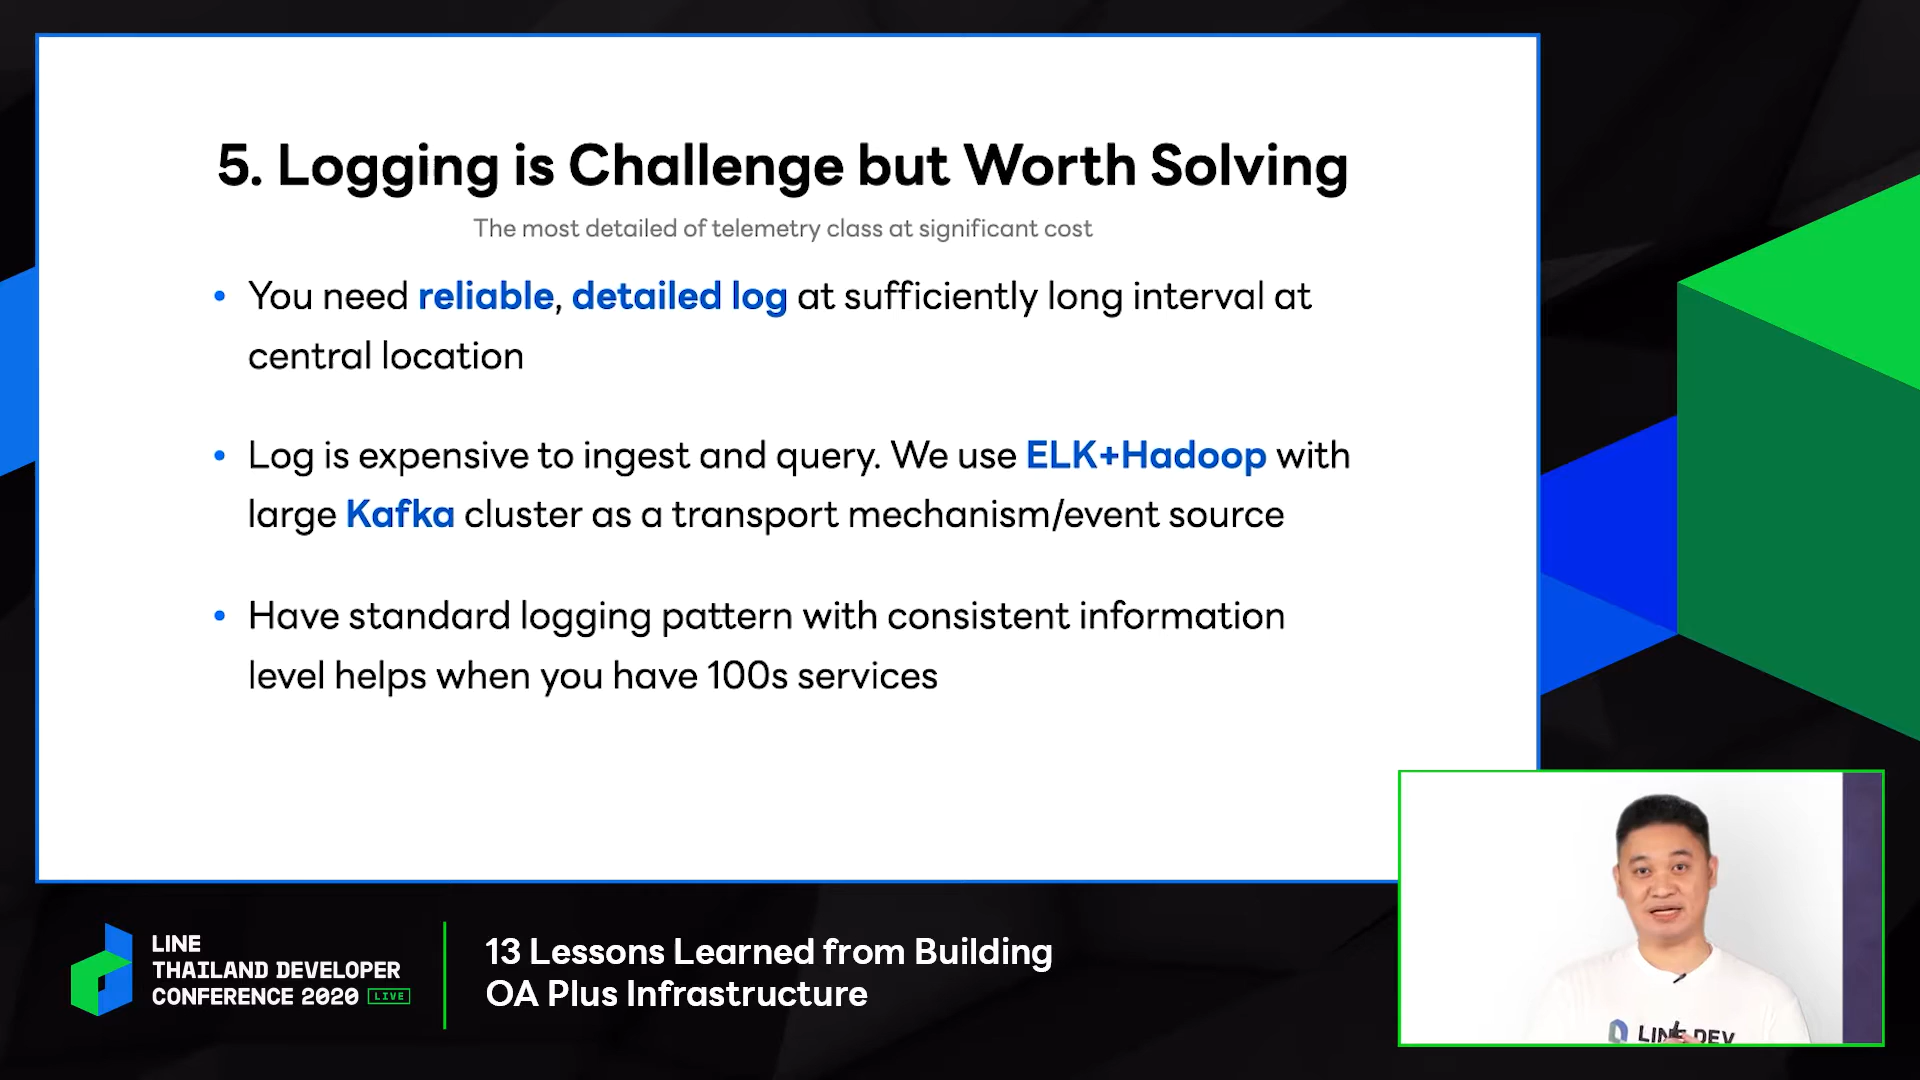 5. Logging is Challenge but Worth Solving
The most detailed of telemetry class at significant cost
• You need reliable, detailed log at sufficiently long interval at
central location
• Log is expensive to ingest and query. We use ELK+Hadoop with
large Kafka cluster as a transport mechanism/event source
• Have standard logging pattern with consistent information
level helps when you have 100s services
LINE
THAILAND DEVELOPER
CONFERENCE 2020 LIVE
13 Lessons Learned from Building
OA Plus Infrastructure
LINE DEV